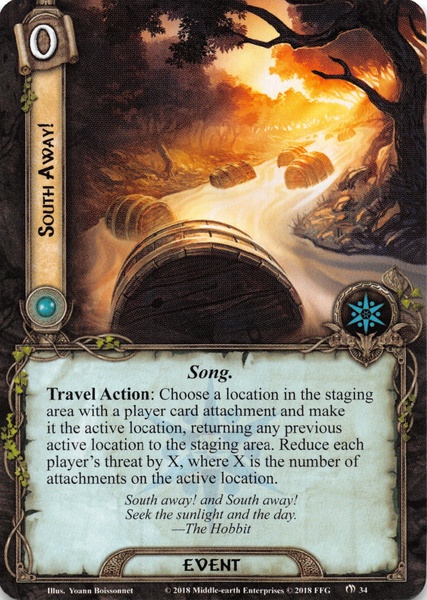 0
South Away!
Song.
Travel Action: Choose a location in the staging
area with a player card attachment and make
it the active location, returning any previous
active location to the staging area. Reduce each
player's threat by X, where X is the number of
attachments on the active location.
South away! and South away!
Seek the sunlight and the day.
—The Hobbit
EVENT
Illus. Yoann Boissonnet
© 2018 Middle-earth Enterprises © 2018 FFG
34